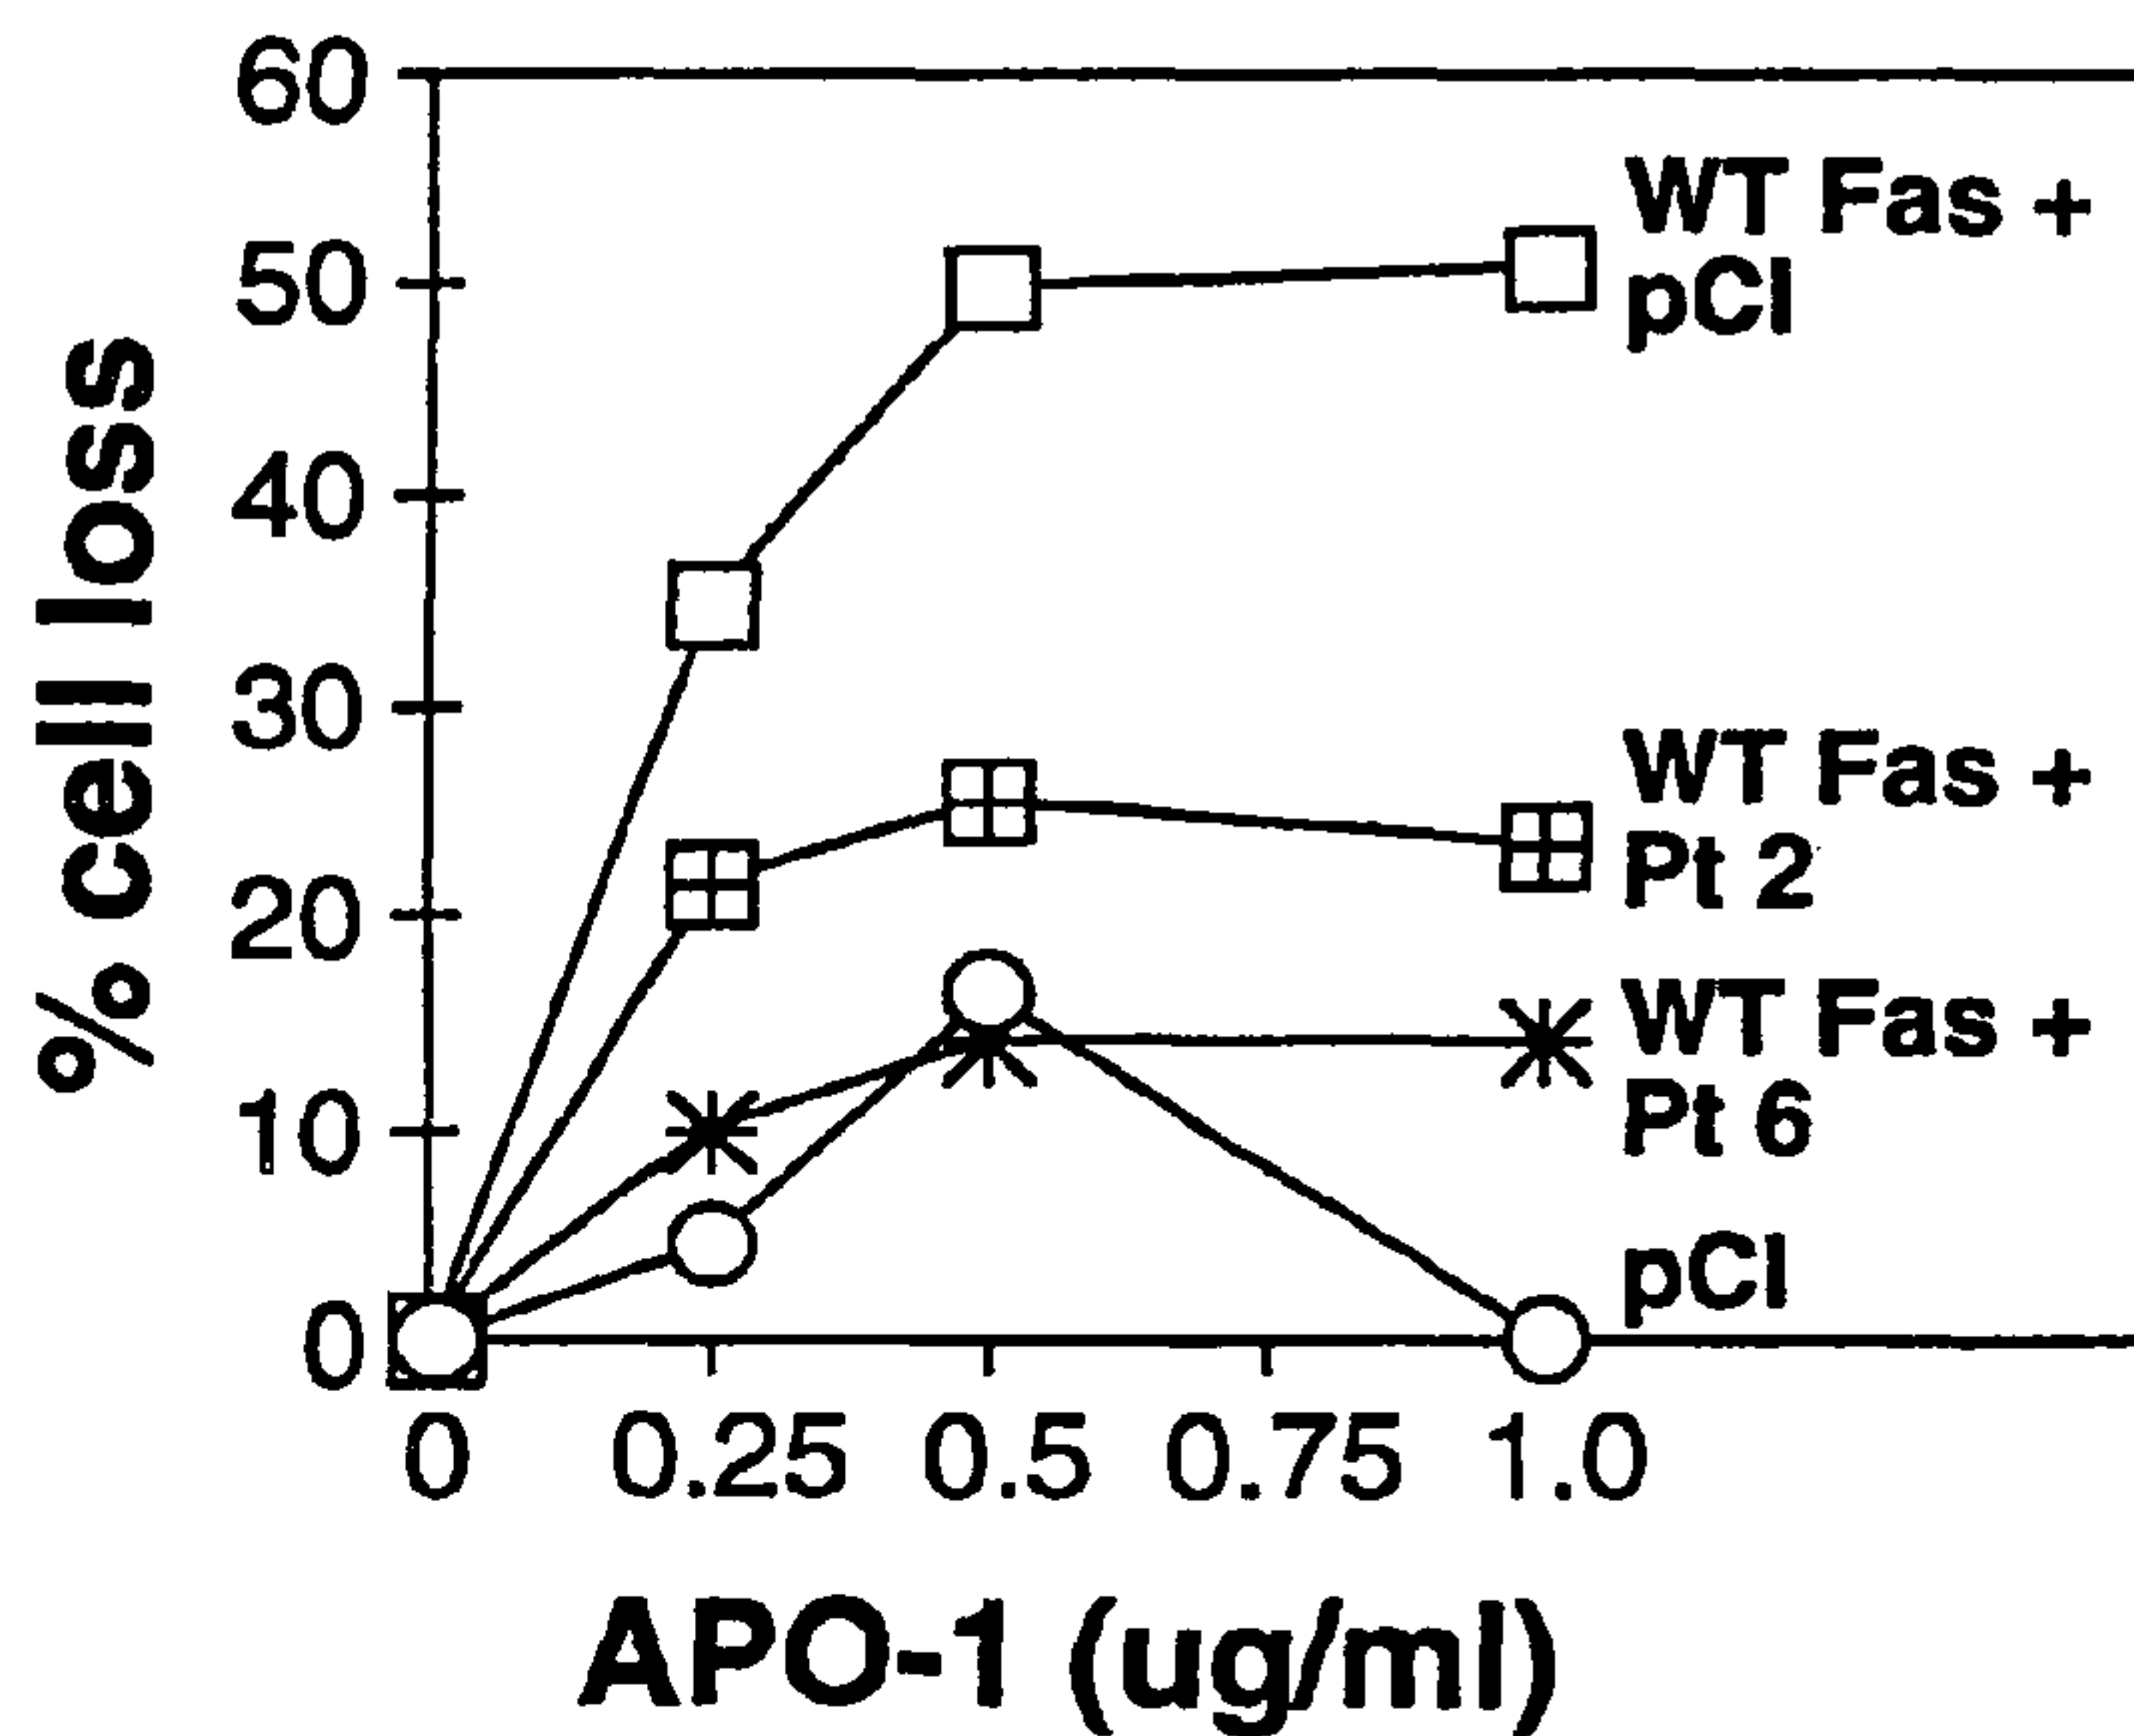 60
50
40
30
20
10
0
% cell loss
WT Fas +
pCI
WT Fas +
Pt 2
WT Fas +
Pt 6
pCI
0 0.25 0.5 0.75 1.0
APO-1 (ug/ml)